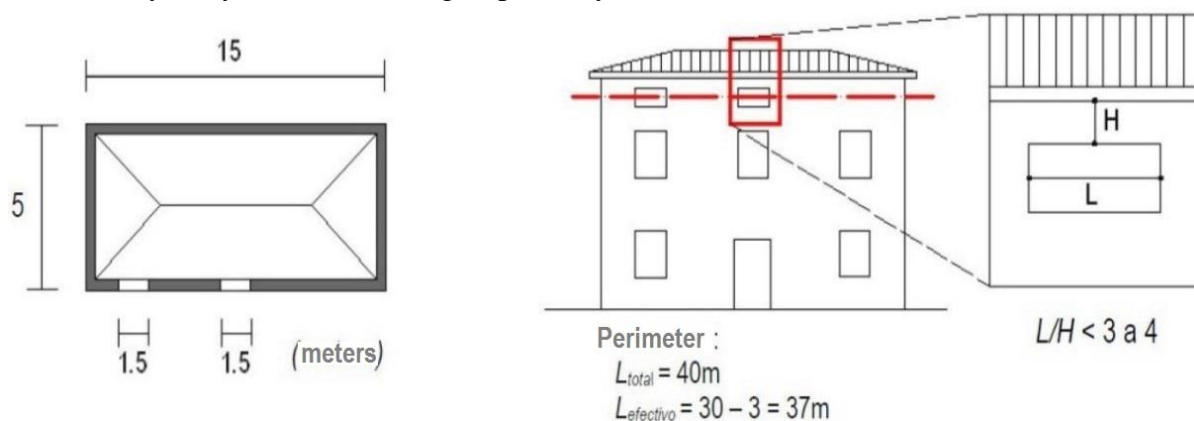 15
5
1.5
1.5
(meters)
H
L
L/H < 3 a 4
Perimeter :
Ltotal = 40m
Lefectivo = 30 – 3 = 37m